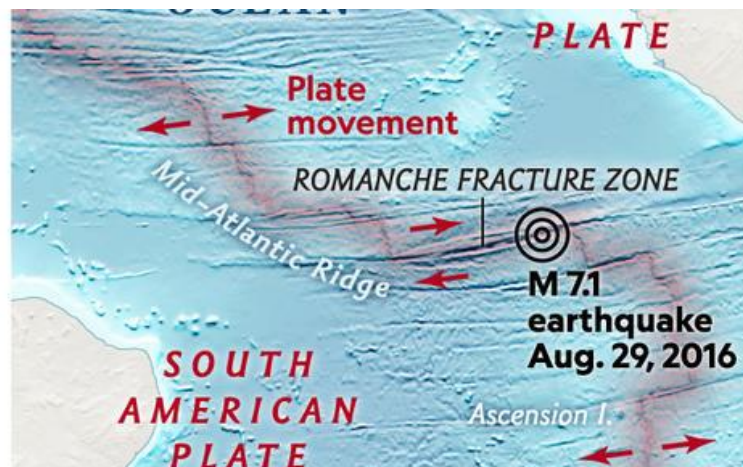 OCEAN
PLATE
Plate
movement
ROMANCHE FRACTURE ZONE
Mid-Atlantic Ridge
M 7.1
earthquake
Aug. 29, 2016
SOUTH
AMERICAN
PLATE
Ascension I.